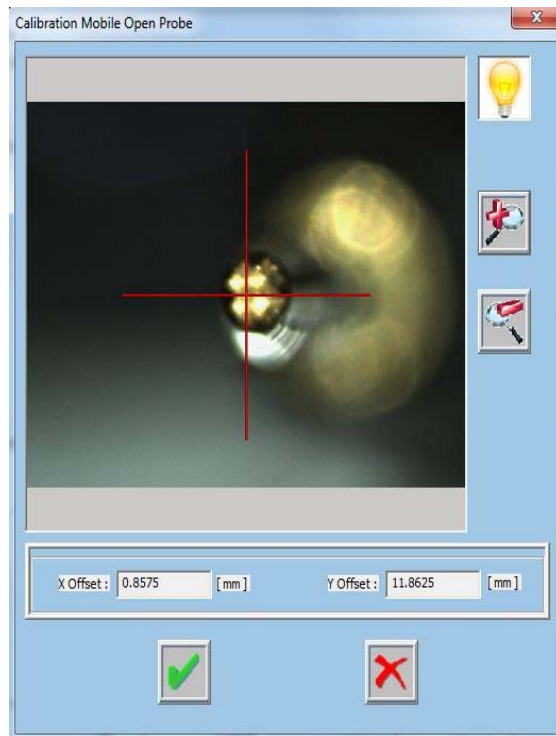 Calibration Mobile Open Probe
X Offset : 0.8575 [mm] Y Offset : 11.8625 [mm]